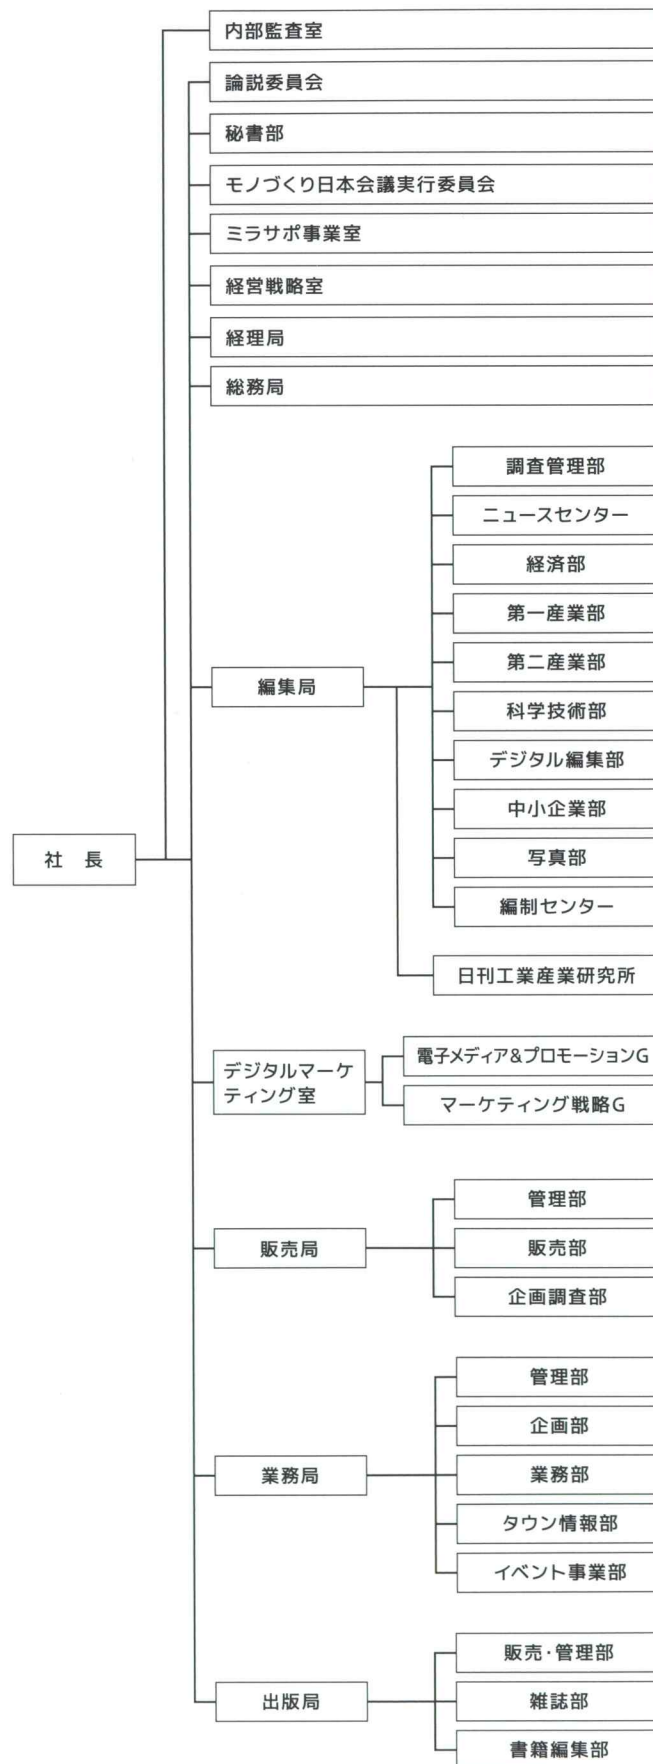 内部監査室
論説委員会
秘書部
モノづくり日本会議実行委員会
ミラサポ事業室
経営戦略室
経理局
総務局
調査管理部
ニュースセンター
経済部
第一産業部
第二産業部
編集局
科学技術部
デジタル編集部
中小企業部
社 長
写真部
編制センター
日刊工業産業研究所
デジタルマーケ
ティング室
電子メディア&プロモーションG
マーケティング戦略G
管理部
販売局
販売部
企画調査部
管理部
企画部
業務局
業務部
タウン情報部
イベント事業部
販売・管理部
出版局
雑誌部
書籍編集部